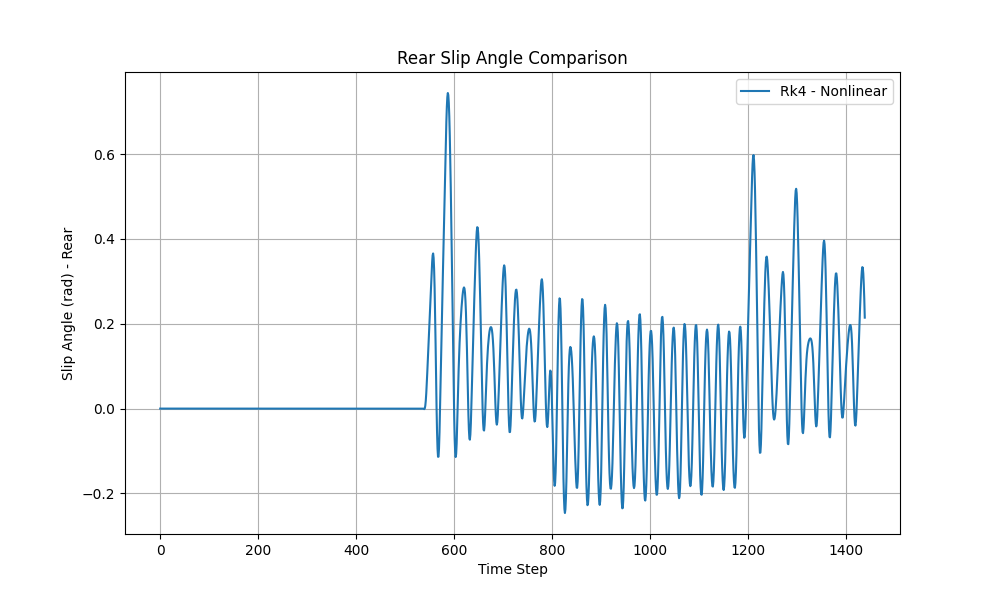 Rear Slip Angle Comparison
Rk4 - Nonlinear
Slip Angle (rad) - Rear
0.6
0.4
0.2
0.0
−0.2
0 200 400 600 800 1000 1200 1400
Time Step